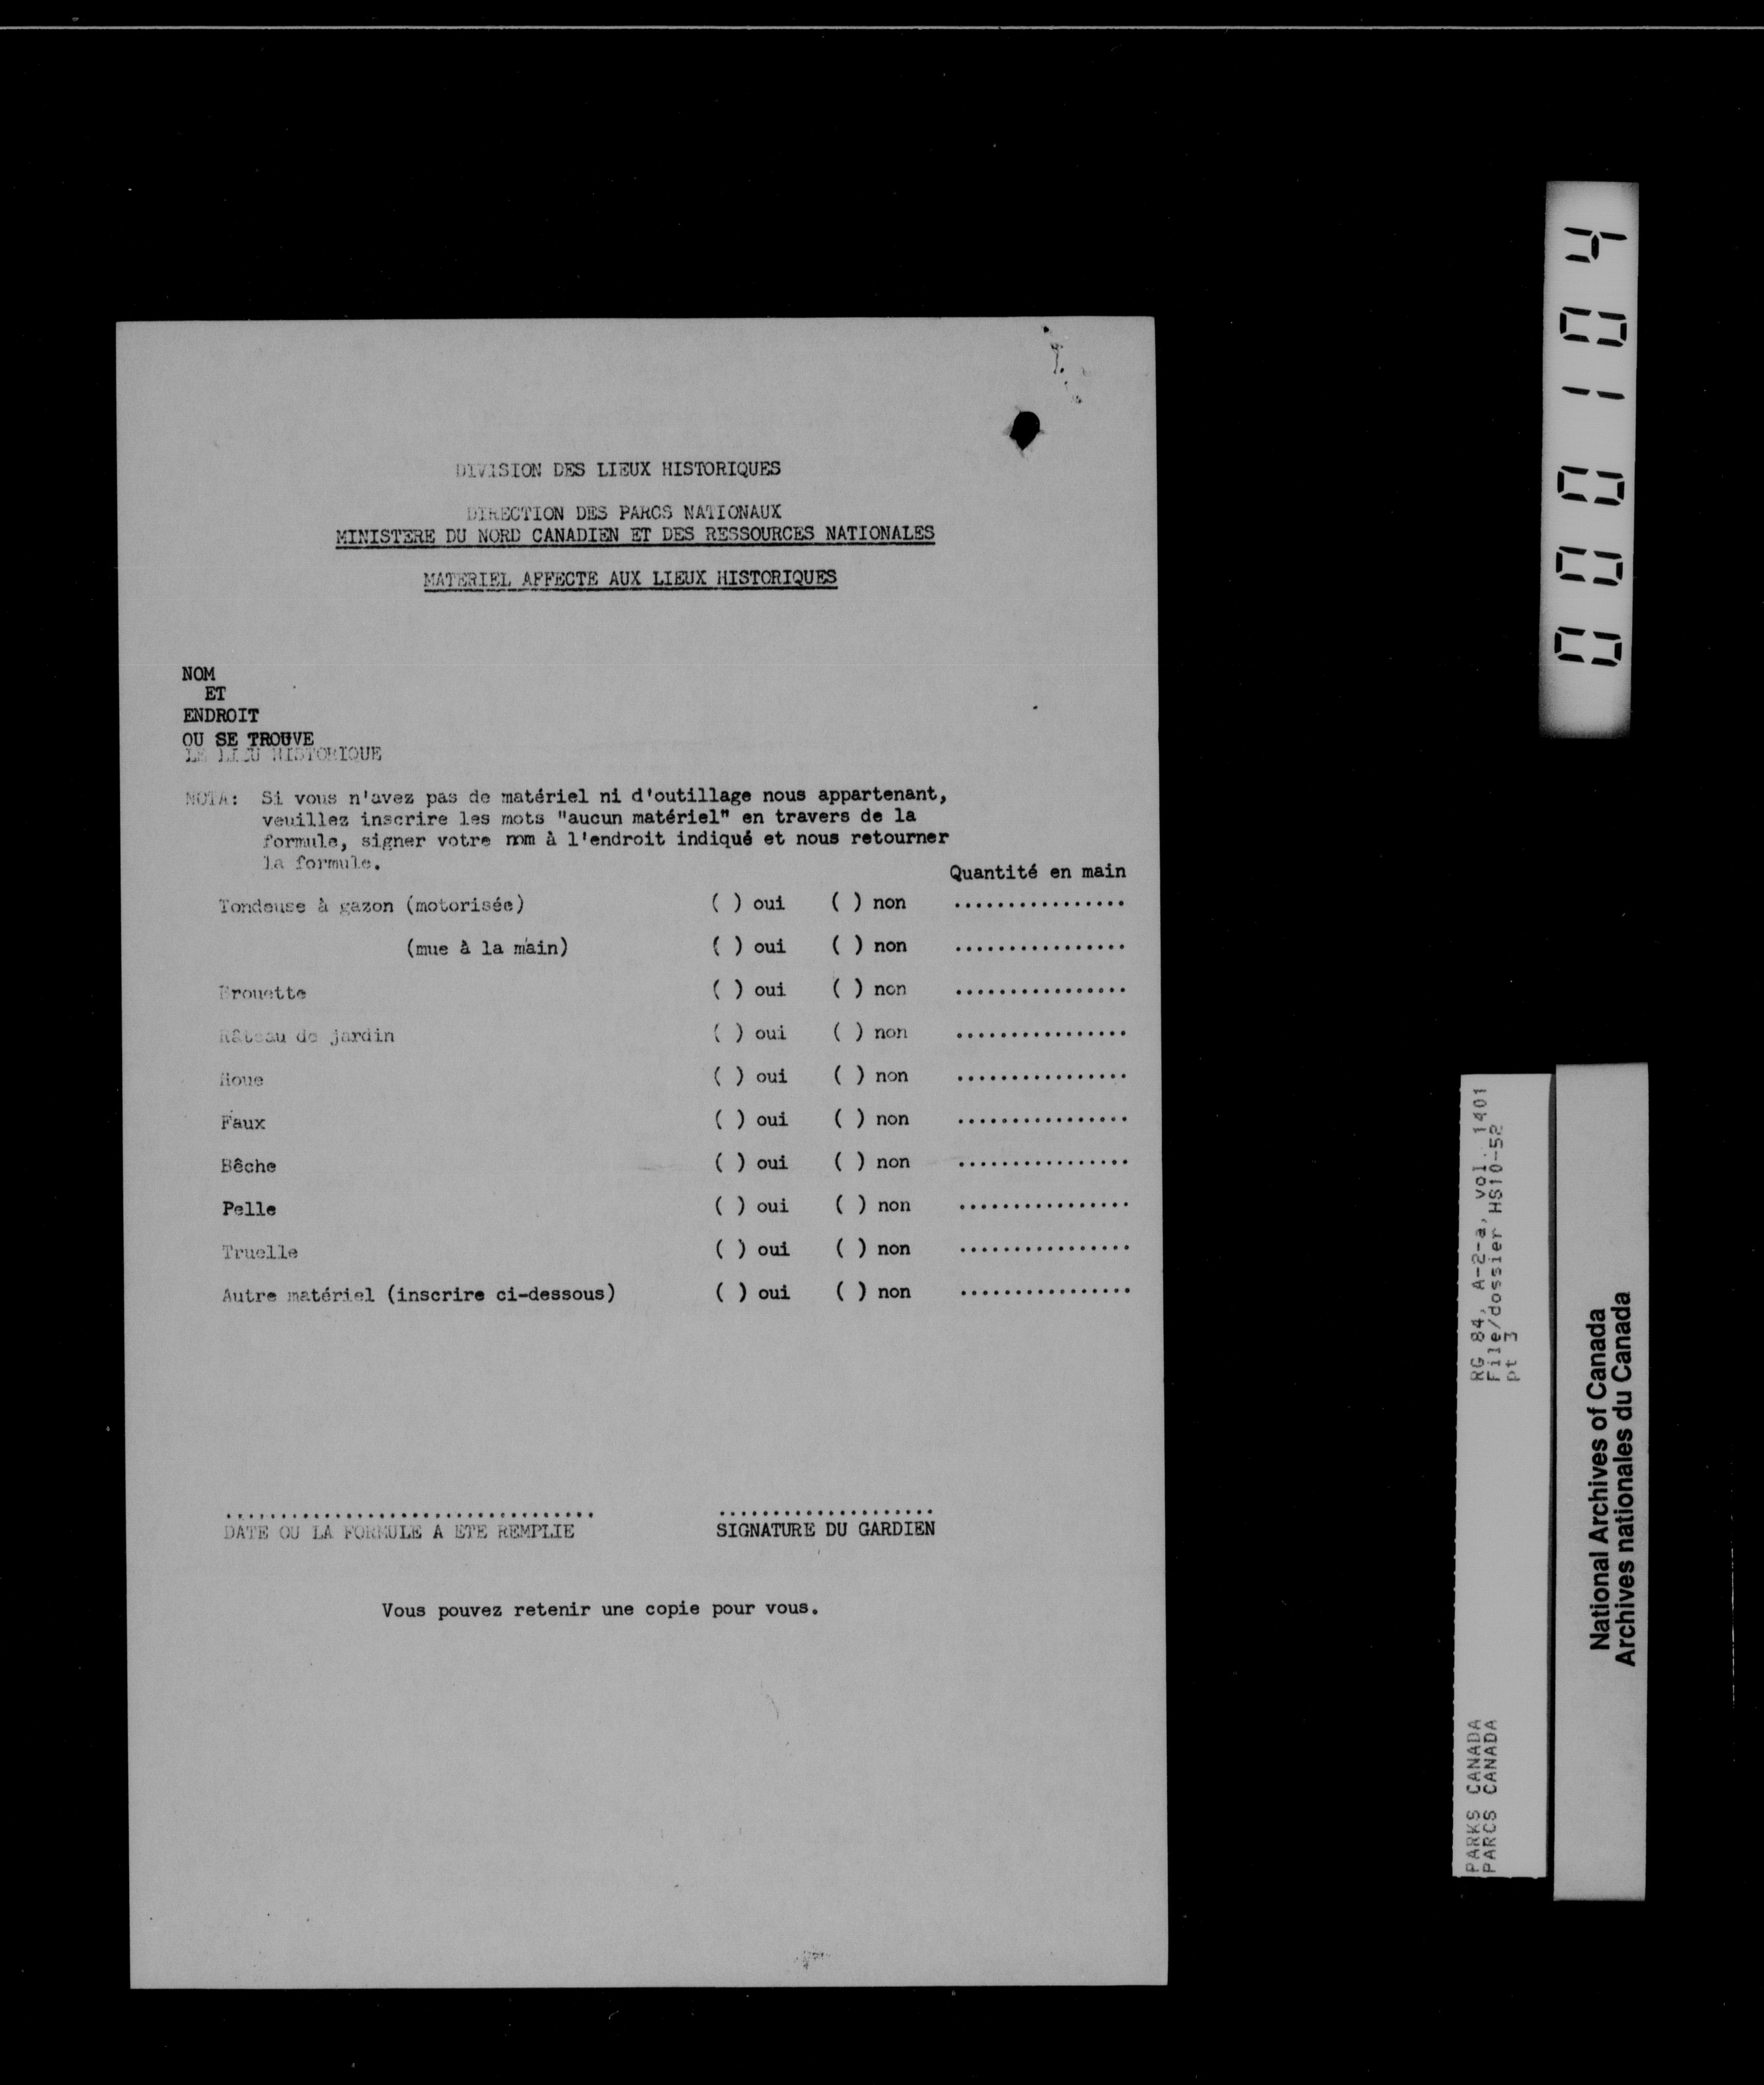 DIVISION DES LIEUX HISTORIQUES
DIRECTION DES PARCS NATIONAUX
MINISTERE DU NORD CANADIEN ET DES RESSOURCES NATIONALES
MATERIEL AFFECTE AUX LIEUX HISTORIQUES
NOM
ET
ENDROIT
OU SE TROUVE
LE LIEU HISTORIQUE
NOTA: Si vous n'avez pas de matériel ni d'outillage nous appartenant,
veuillez inscrire les mots "aucun matériel" en travers de la
formule, signer votre nom à l'endroit indiqué et nous retourner
la formule.
Quantité en main
Tondeuse à gazon (motorisée) ( ) oui ( ) non ................
(mue à la main) ( ) oui ( ) non ................
Brouette ( ) oui ( ) non ................
Râteau de jardin ( ) oui ( ) non ................
Houe ( ) oui ( ) non ................
Faux ( ) oui ( ) non ................
Bêche ( ) oui ( ) non ................
Pelle ( ) oui ( ) non ................
Truelle ( ) oui ( ) non ................
Autre matériel (inscrire ci-dessous) ( ) oui ( ) non ................
.................................. ....................
DATE OU LA FORMULE A ETE REMPLIE SIGNATURE DU GARDIEN
Vous pouvez retenir une copie pour vous.
000104
PARKS CANADA RG 84, A-2-a, vol. 1401
PARCS CANADA File/dossier HS10-52
pt 3
National Archives of Canada
Archives nationales du Canada